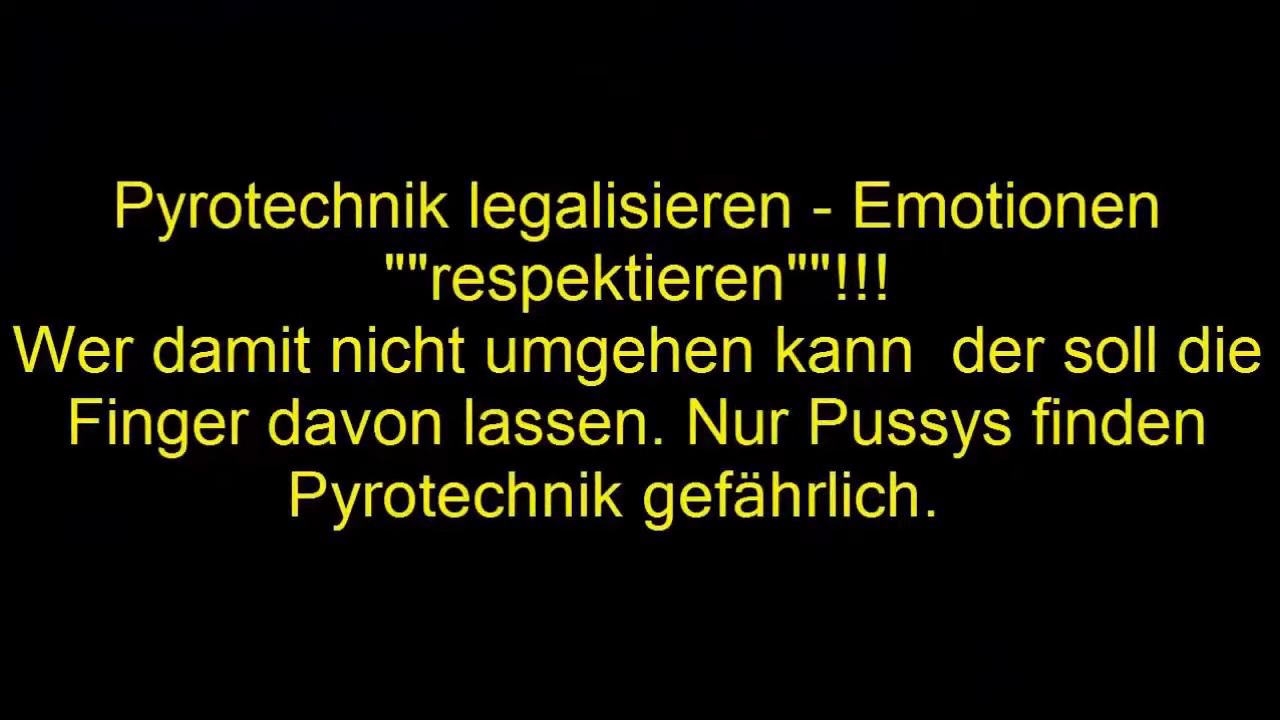 Pyrotechnik legalisieren - Emotionen
""respektieren""!!!
Wer damit nicht umgehen kann  der soll die
Finger davon lassen. Nur Pussys finden
Pyrotechnik gefährlich.